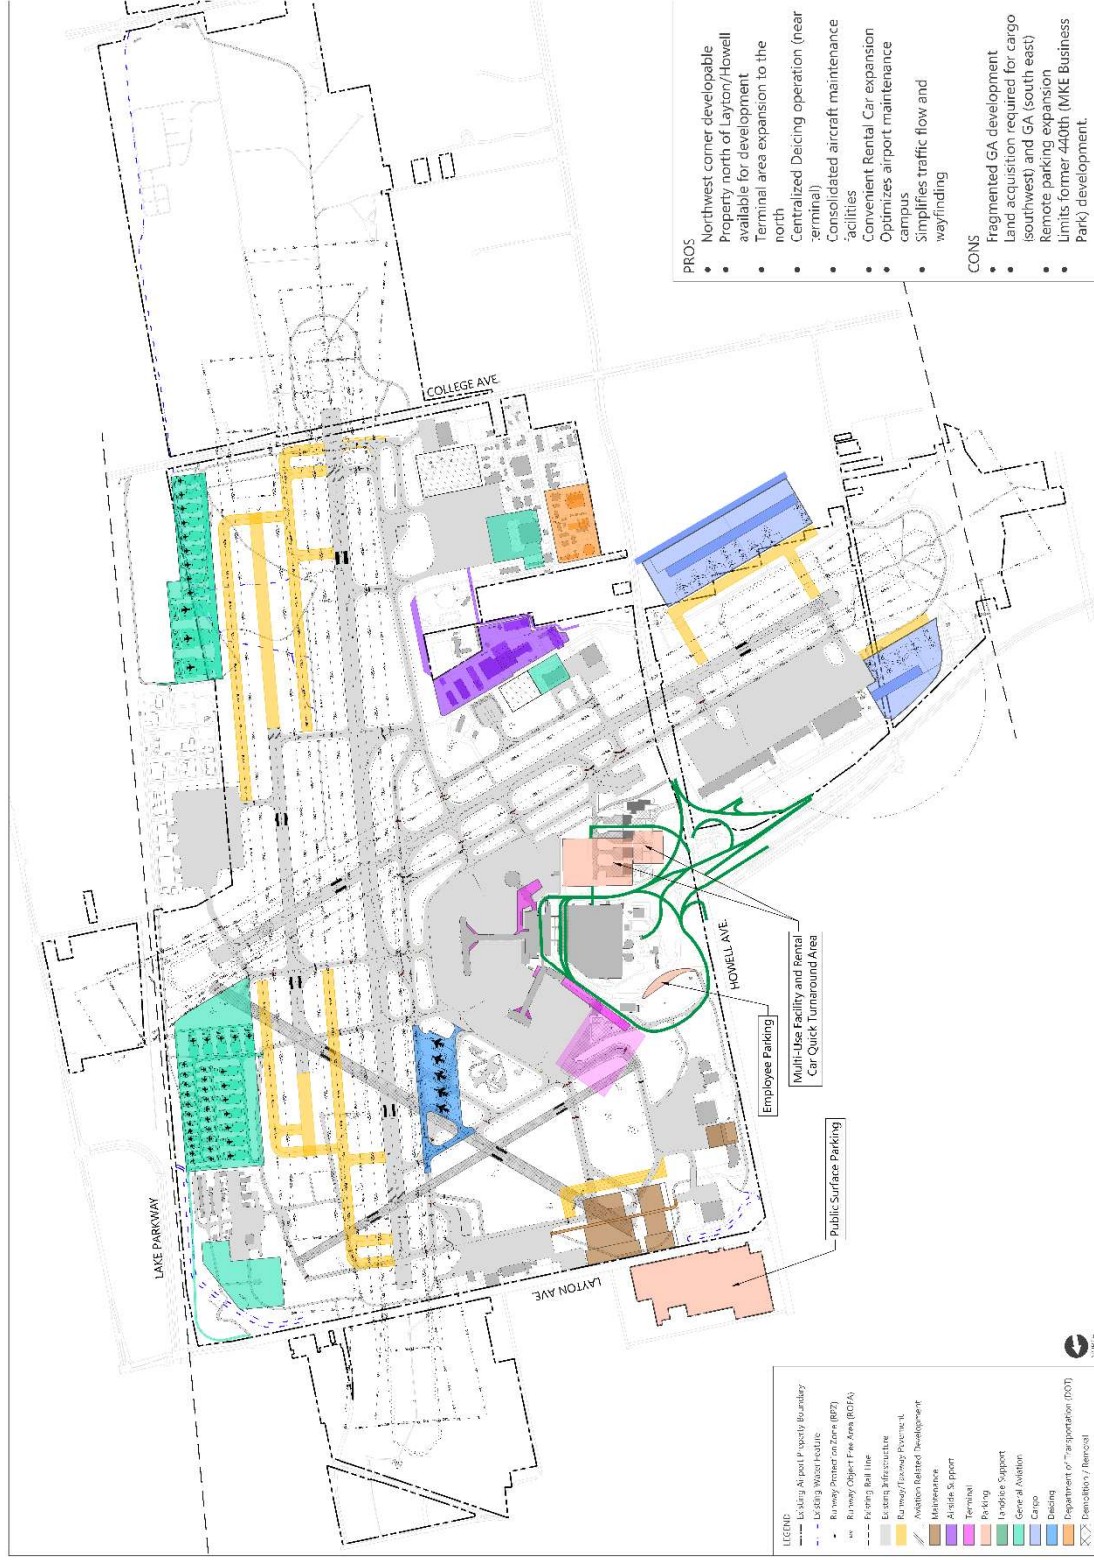 LAKE PARKWAY
COLLEGE AVE.
LAYTON AVE.
HOWELL AVE.
Employee Parking
Multi-Use Facility and Rental
Car Quick Turnaround Area
Public Surface Parking
PROS
• Northwest corner developable
• Property north of Layton/Howell
available for development
• Terminal area expansion to the
north
• Centralized Deicing operation (near
terminal)
• Consolidated aircraft maintenance
facilities
• Convenient Rental Car expansion
• Optimizes airport maintenance
campus
• Simplifies traffic flow and
wayfinding
CONS
• Fragmented GA development
• Land acquisition required for cargo
(southwest) and GA (south east)
• Remote parking expansion
• Limits former 440th (MKE Business
Park) development.
LEGEND
Existing Airport Property Boundary
Existing Water Feature
Runway Protection Zone (RPZ)
Runway Object Free Area (ROFA)
Existing Rail Line
Existing Infrastructure
Runway/Taxiway Pavement
Aviation Related Development
Maintenance
Airside Support
Terminal
Parking
Landside Support
General Aviation
Cargo
Deicing
Department of Transportation (DOT)
Demolition / Removal